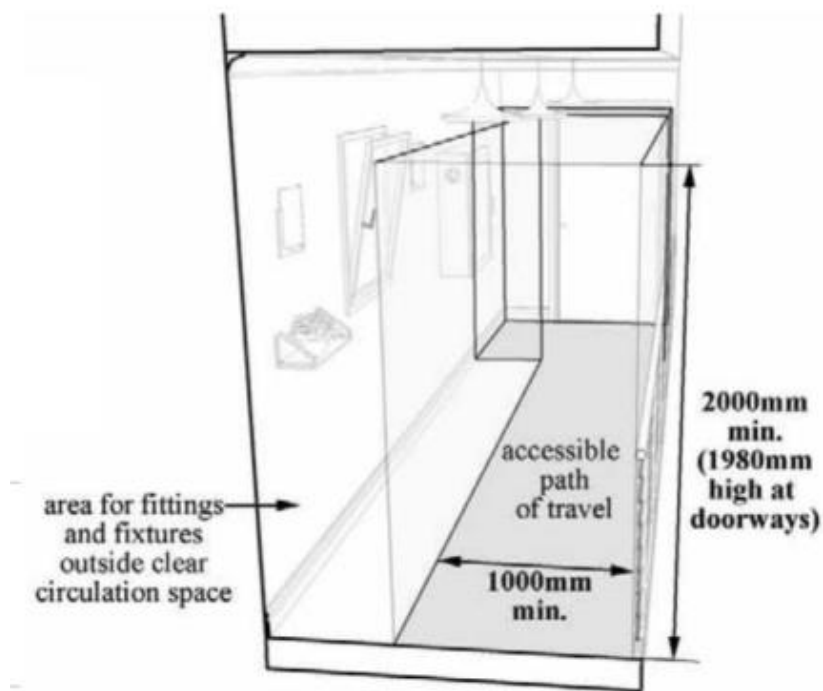 accessible
path
of travel
2000mm
min.
(1980mm
high at
doorways)
area for fittings
and fixtures
outside clear
circulation space
1000mm
min.